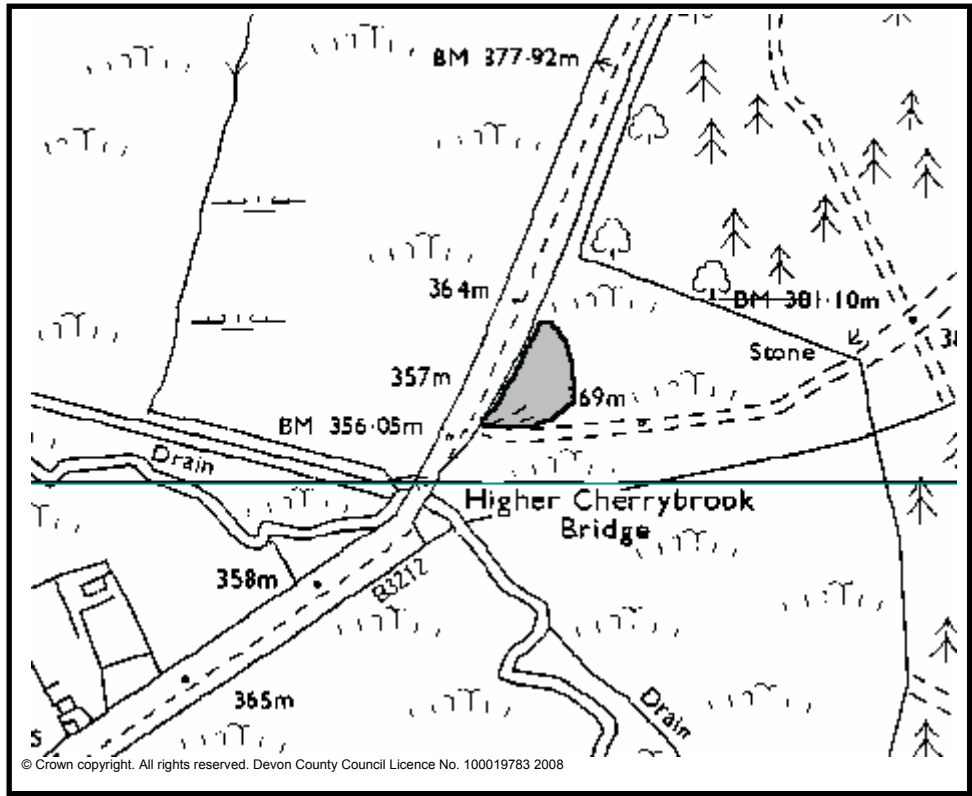 BM 377·92m
364m
BM 381·10m
Stone
357m
69m
BM 356·05m
Drain
Higher Cherrybrook
Bridge
358m
B3212
365m
Drain
S
© Crown copyright. All rights reserved. Devon County Council Licence No. 100019783 2008